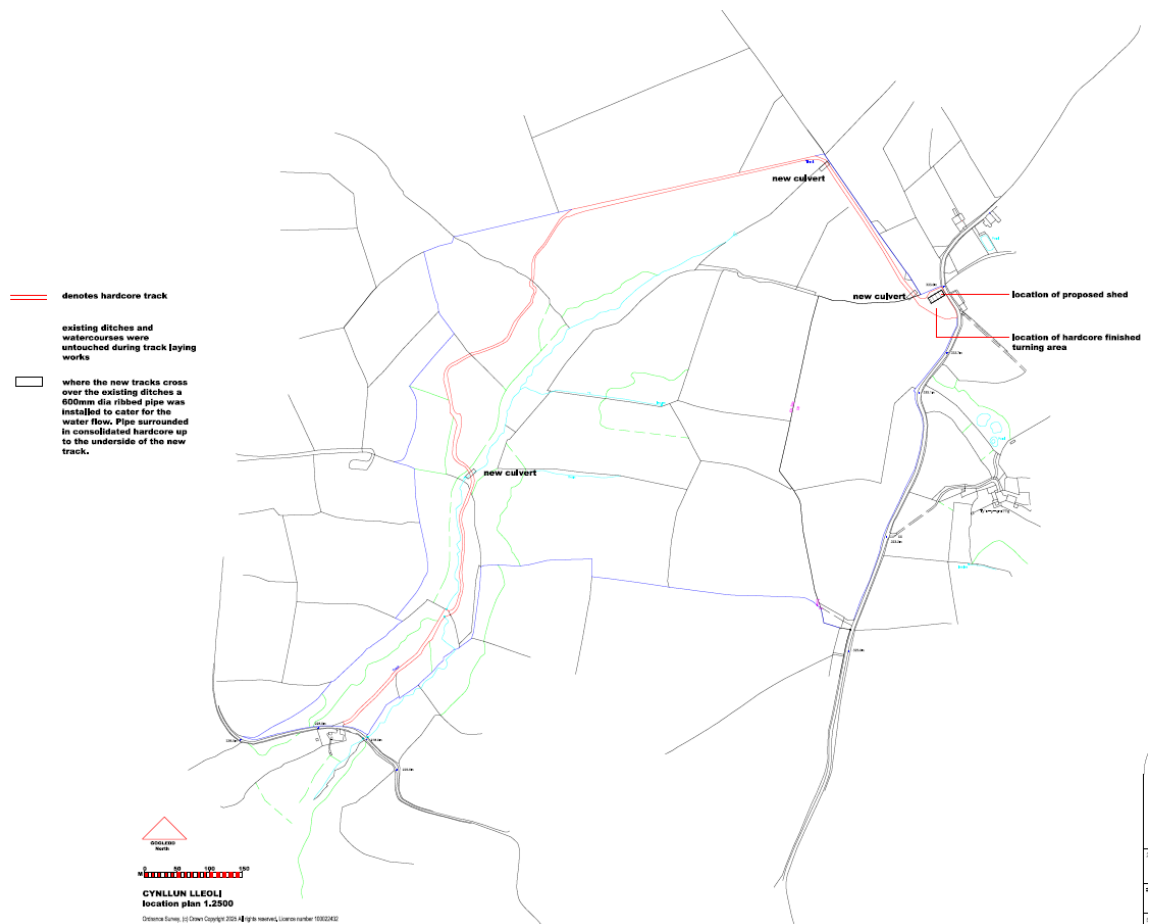 new culvert
denotes hardcore track
new culvert
location of proposed shed
existing ditches and
watercourses were
untouched during track laying
works
location of hardcore finished
turning area
where the new tracks cross
over the existing ditches a
600mm dia ribbed pipe was
installed to cater for the
water flow. Pipe surrounded
in consolidated hardcore up
to the underside of the new
track.
new culvert
GOGLEDD
North
0 50 100 150
M
CYNLLUN LLEOLI
location plan 1.2500
Ordnance Survey, (c) Crown Copyright 2025 All rights reserved. Licence number 100022432